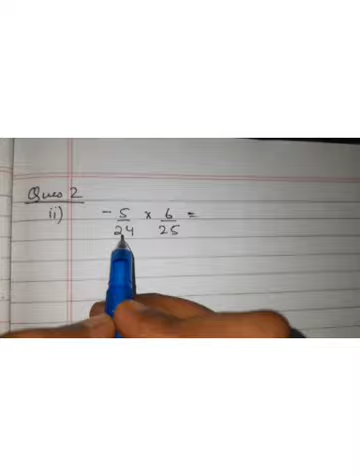 Ques 2
ii) - 5/24 × 6/25 =